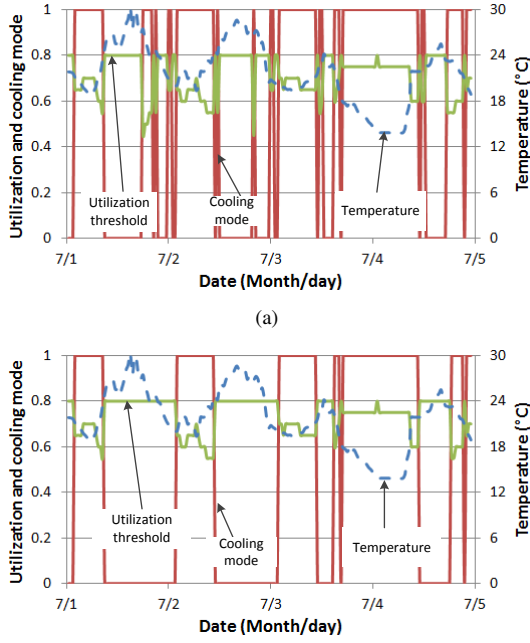 Utilization and cooling mode
1
0.8
0.6
0.4
0.2
0
30
24
18
12
6
0
Temperature (°C)
Utilization
threshold
Cooling
mode
Temperature
7/1
7/2
7/3
7/4
7/5
Date (Month/day)
(a)
Utilization and cooling mode
1
0.8
0.6
0.4
0.2
0
30
24
18
12
6
0
Temperature (°C)
Utilization
threshold
Cooling
mode
Temperature
7/1
7/2
7/3
7/4
7/5
Date (Month/day)